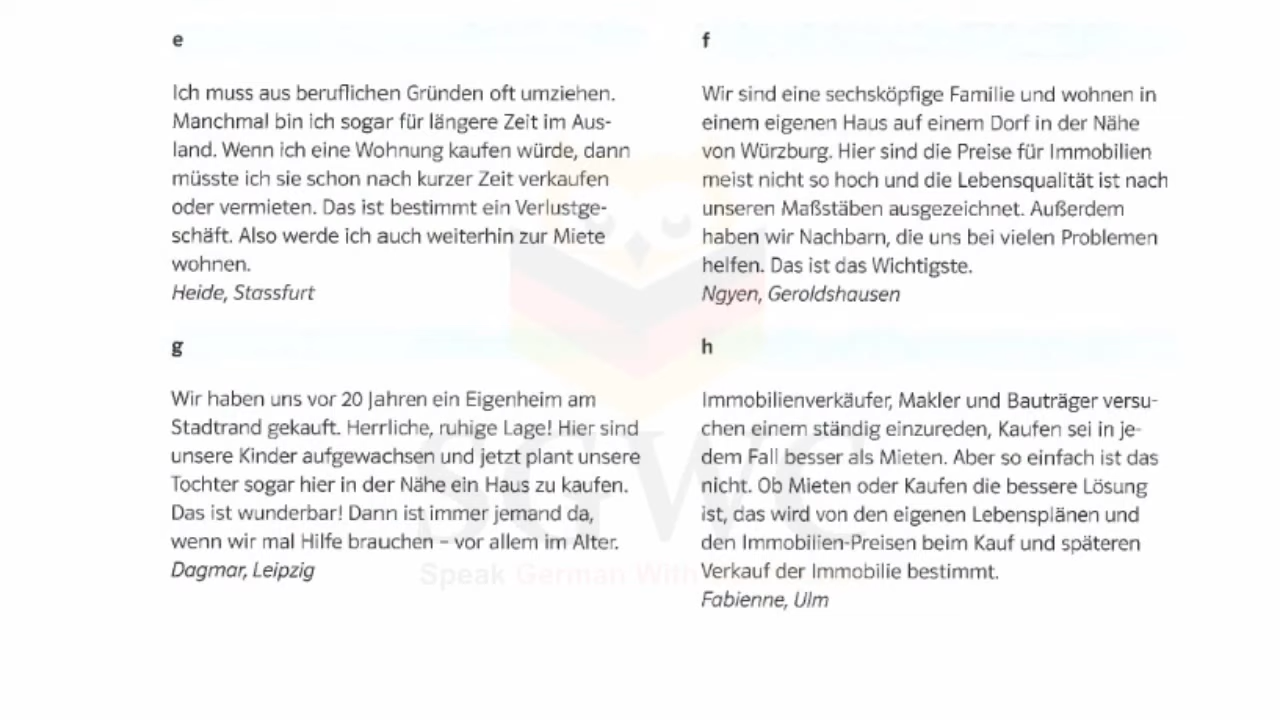 e
Ich muss aus beruflichen Gründen oft umziehen.
Manchmal bin ich sogar für längere Zeit im Aus-
land. Wenn ich eine Wohnung kaufen würde, dann
müsste ich sie schon nach kurzer Zeit verkaufen
oder vermieten. Das ist bestimmt ein Verlustge-
schäft. Also werde ich auch weiterhin zur Miete
wohnen.
Heide, Stassfurt
f
Wir sind eine sechsköpfige Familie und wohnen in
einem eigenen Haus auf einem Dorf in der Nähe
von Würzburg. Hier sind die Preise für Immobilien
meist nicht so hoch und die Lebensqualität ist nach
unseren Maßstäben ausgezeichnet. Außerdem
haben wir Nachbarn, die uns bei vielen Problemen
helfen. Das ist das Wichtigste.
Ngyen, Geroldshausen
g
Wir haben uns vor 20 Jahren ein Eigenheim am
Stadtrand gekauft. Herrliche, ruhige Lage! Hier sind
unsere Kinder aufgewachsen und jetzt plant unsere
Tochter sogar hier in der Nähe ein Haus zu kaufen.
Das ist wunderbar! Dann ist immer jemand da,
wenn wir mal Hilfe brauchen – vor allem im Alter.
Dagmar, Leipzig
h
Immobilienverkäufer, Makler und Bauträger versu-
chen einem ständig einzureden, Kaufen sei in je-
dem Fall besser als Mieten. Aber so einfach ist das
nicht. Ob Mieten oder Kaufen die bessere Lösung
ist, das wird von den eigenen Lebensplänen und
den Immobilien-Preisen beim Kauf und späteren
Verkauf der Immobilie bestimmt.
Fabienne, Ulm
SGWC
Speak German With